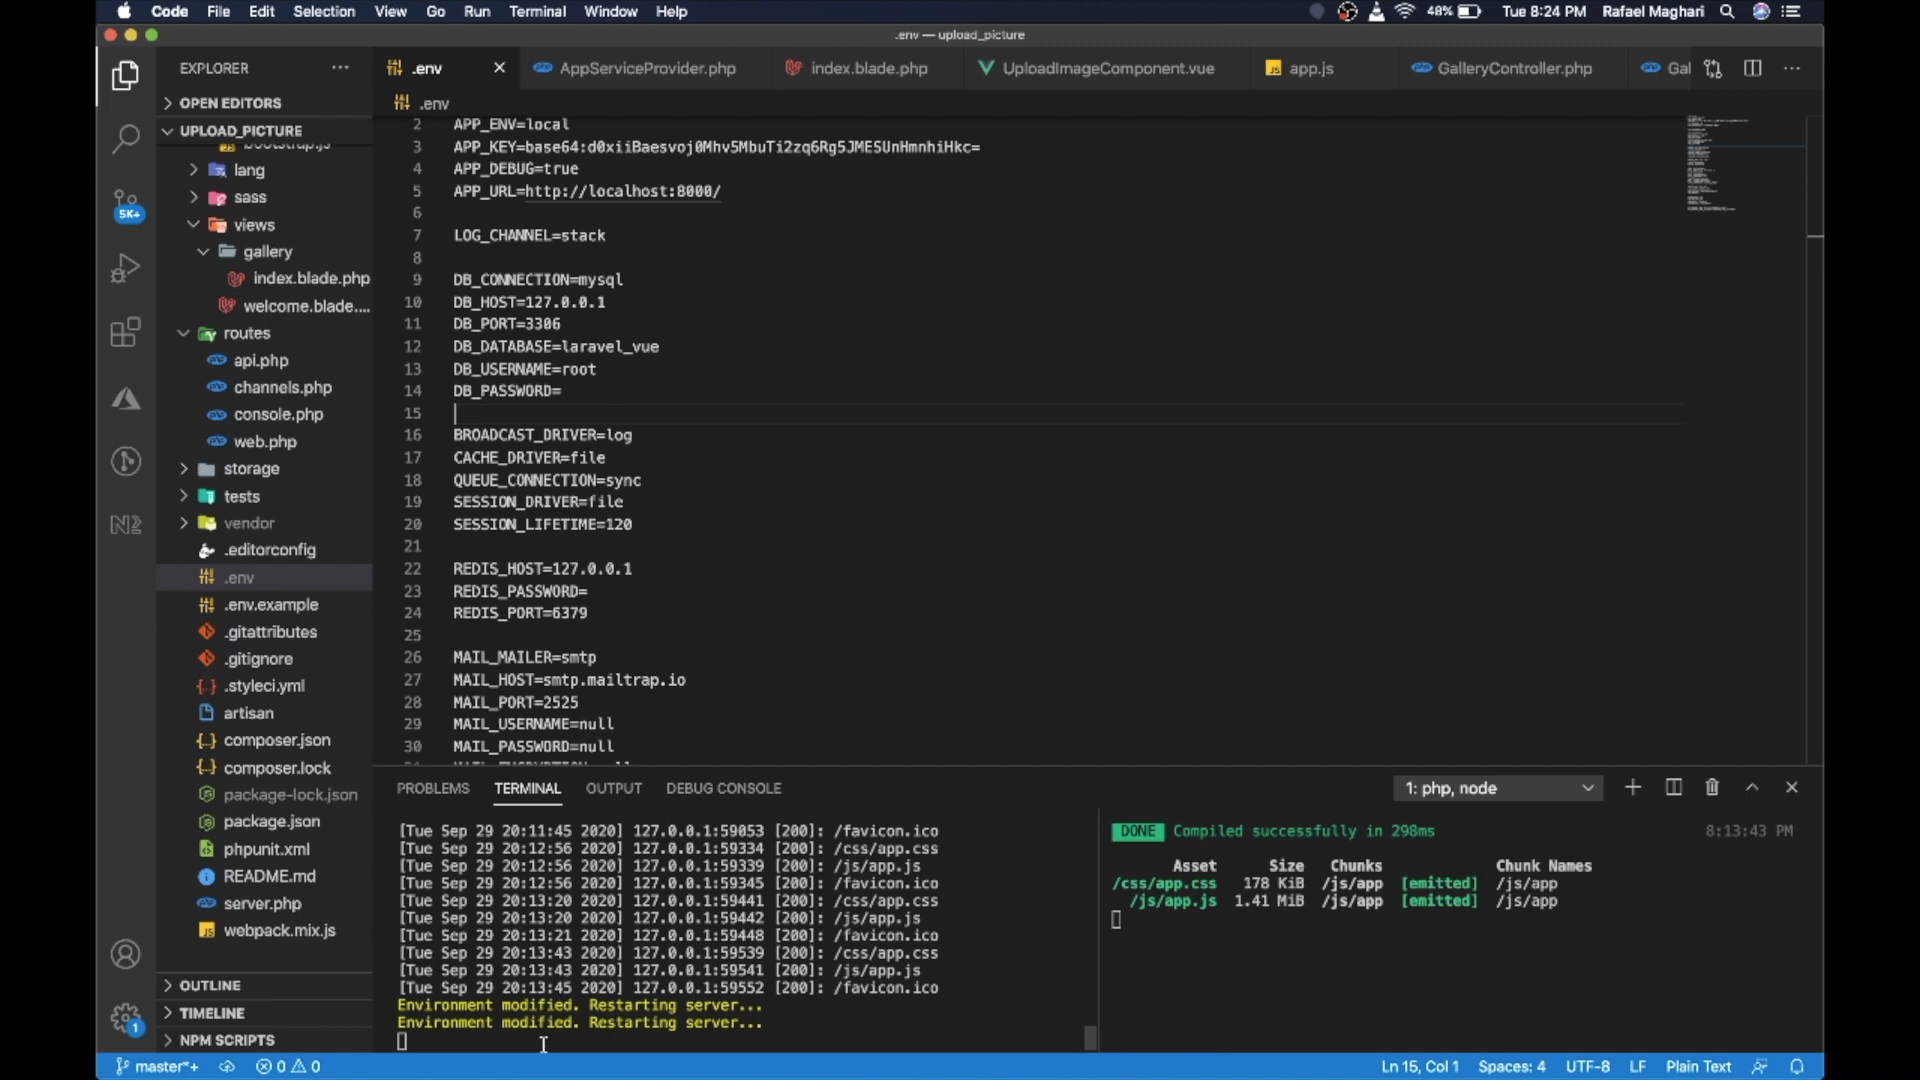 Code File Edit Selection View Go Run Terminal Window Help
48% Tue 8:24 PM Rafael Maghari
.env — upload_picture
EXPLORER
.env AppServiceProvider.php index.blade.php UploadImageComponent.vue app.js GalleryController.php Gal
OPEN EDITORS
.env
UPLOAD_PICTURE
bootstrap.js
lang
sass
views
gallery
index.blade.php
welcome.blade....
routes
api.php
channels.php
console.php
web.php
storage
tests
vendor
.editorconfig
.env
.env.example
.gitattributes
.gitignore
.styleci.yml
artisan
composer.json
composer.lock
package-lock.json
package.json
phpunit.xml
README.md
server.php
webpack.mix.js
OUTLINE
TIMELINE
NPM SCRIPTS
5K+
1
2 APP_ENV=local
3 APP_KEY=base64:d0xiiBaesvoj0Mhv5MbuTi2zq6Rg5JMESUnHmnhiHkc=
4 APP_DEBUG=true
5 APP_URL=http://localhost:8000/
6
7 LOG_CHANNEL=stack
8
9 DB_CONNECTION=mysql
10 DB_HOST=127.0.0.1
11 DB_PORT=3306
12 DB_DATABASE=laravel_vue
13 DB_USERNAME=root
14 DB_PASSWORD=
15
16 BROADCAST_DRIVER=log
17 CACHE_DRIVER=file
18 QUEUE_CONNECTION=sync
19 SESSION_DRIVER=file
20 SESSION_LIFETIME=120
21
22 REDIS_HOST=127.0.0.1
23 REDIS_PASSWORD=
24 REDIS_PORT=6379
25
26 MAIL_MAILER=smtp
27 MAIL_HOST=smtp.mailtrap.io
28 MAIL_PORT=2525
29 MAIL_USERNAME=null
30 MAIL_PASSWORD=null
PROBLEMS TERMINAL OUTPUT DEBUG CONSOLE
1: php, node
[Tue Sep 29 20:11:45 2020] 127.0.0.1:59053 [200]: /favicon.ico
[Tue Sep 29 20:12:56 2020] 127.0.0.1:59334 [200]: /css/app.css
[Tue Sep 29 20:12:56 2020] 127.0.0.1:59339 [200]: /js/app.js
[Tue Sep 29 20:12:56 2020] 127.0.0.1:59345 [200]: /favicon.ico
[Tue Sep 29 20:13:20 2020] 127.0.0.1:59441 [200]: /css/app.css
[Tue Sep 29 20:13:20 2020] 127.0.0.1:59442 [200]: /js/app.js
[Tue Sep 29 20:13:21 2020] 127.0.0.1:59448 [200]: /favicon.ico
[Tue Sep 29 20:13:43 2020] 127.0.0.1:59539 [200]: /css/app.css
[Tue Sep 29 20:13:43 2020] 127.0.0.1:59541 [200]: /js/app.js
[Tue Sep 29 20:13:45 2020] 127.0.0.1:59552 [200]: /favicon.ico
Environment modified. Restarting server...
Environment modified. Restarting server...
DONE Compiled successfully in 298ms 8:13:43 PM
Asset Size Chunks Chunk Names
/css/app.css 178 KiB /js/app [emitted] /js/app
/js/app.js 1.41 MiB /js/app [emitted] /js/app
master*+ 0 0 Ln 15, Col 1 Spaces: 4 UTF-8 LF Plain Text